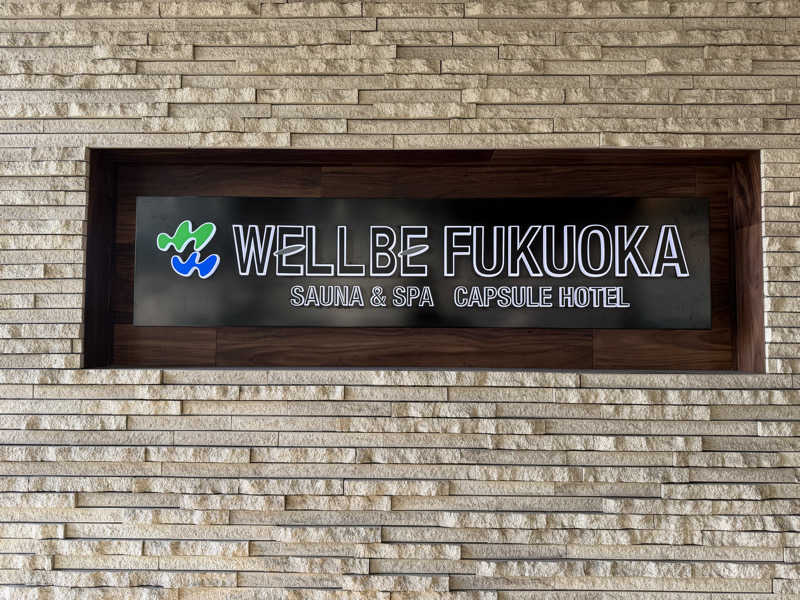 WELLBE FUKUOKA
SAUNA & SPA CAPSULE HOTEL